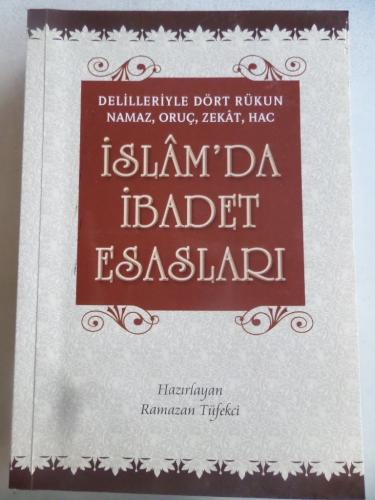 DELİLLERİYLE DÖRT RÜKUN
NAMAZ, ORUÇ, ZEKÂT, HAC
İSLÂM'DA
İBADET
ESASLARI
Hazırlayan
Ramazan Tüfekci